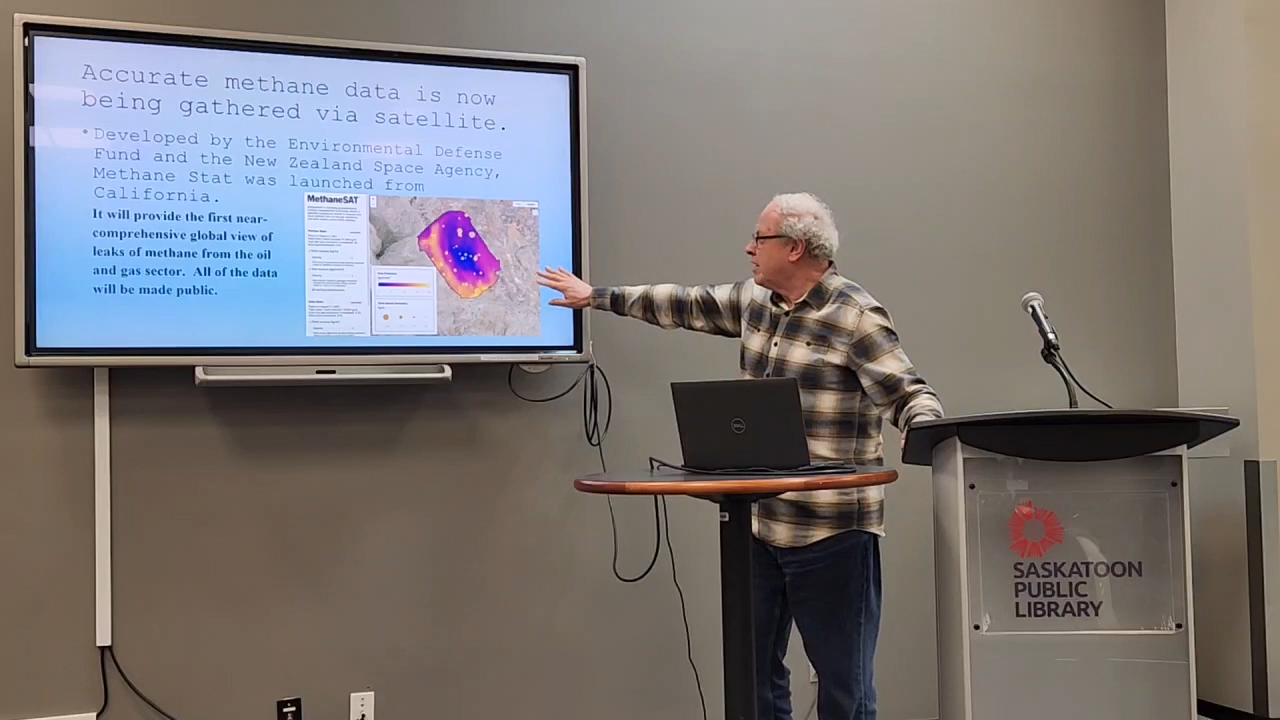 Accurate methane data is now
being gathered via satellite.
•Developed by the Environmental Defense
Fund and the New Zealand Space Agency,
Methane Stat was launched from
California.
It will provide the first near-
comprehensive global view of
leaks of methane from the oil
and gas sector. All of the data
will be made public.
MethaneSAT
DELL
SASKATOON
PUBLIC
LIBRARY